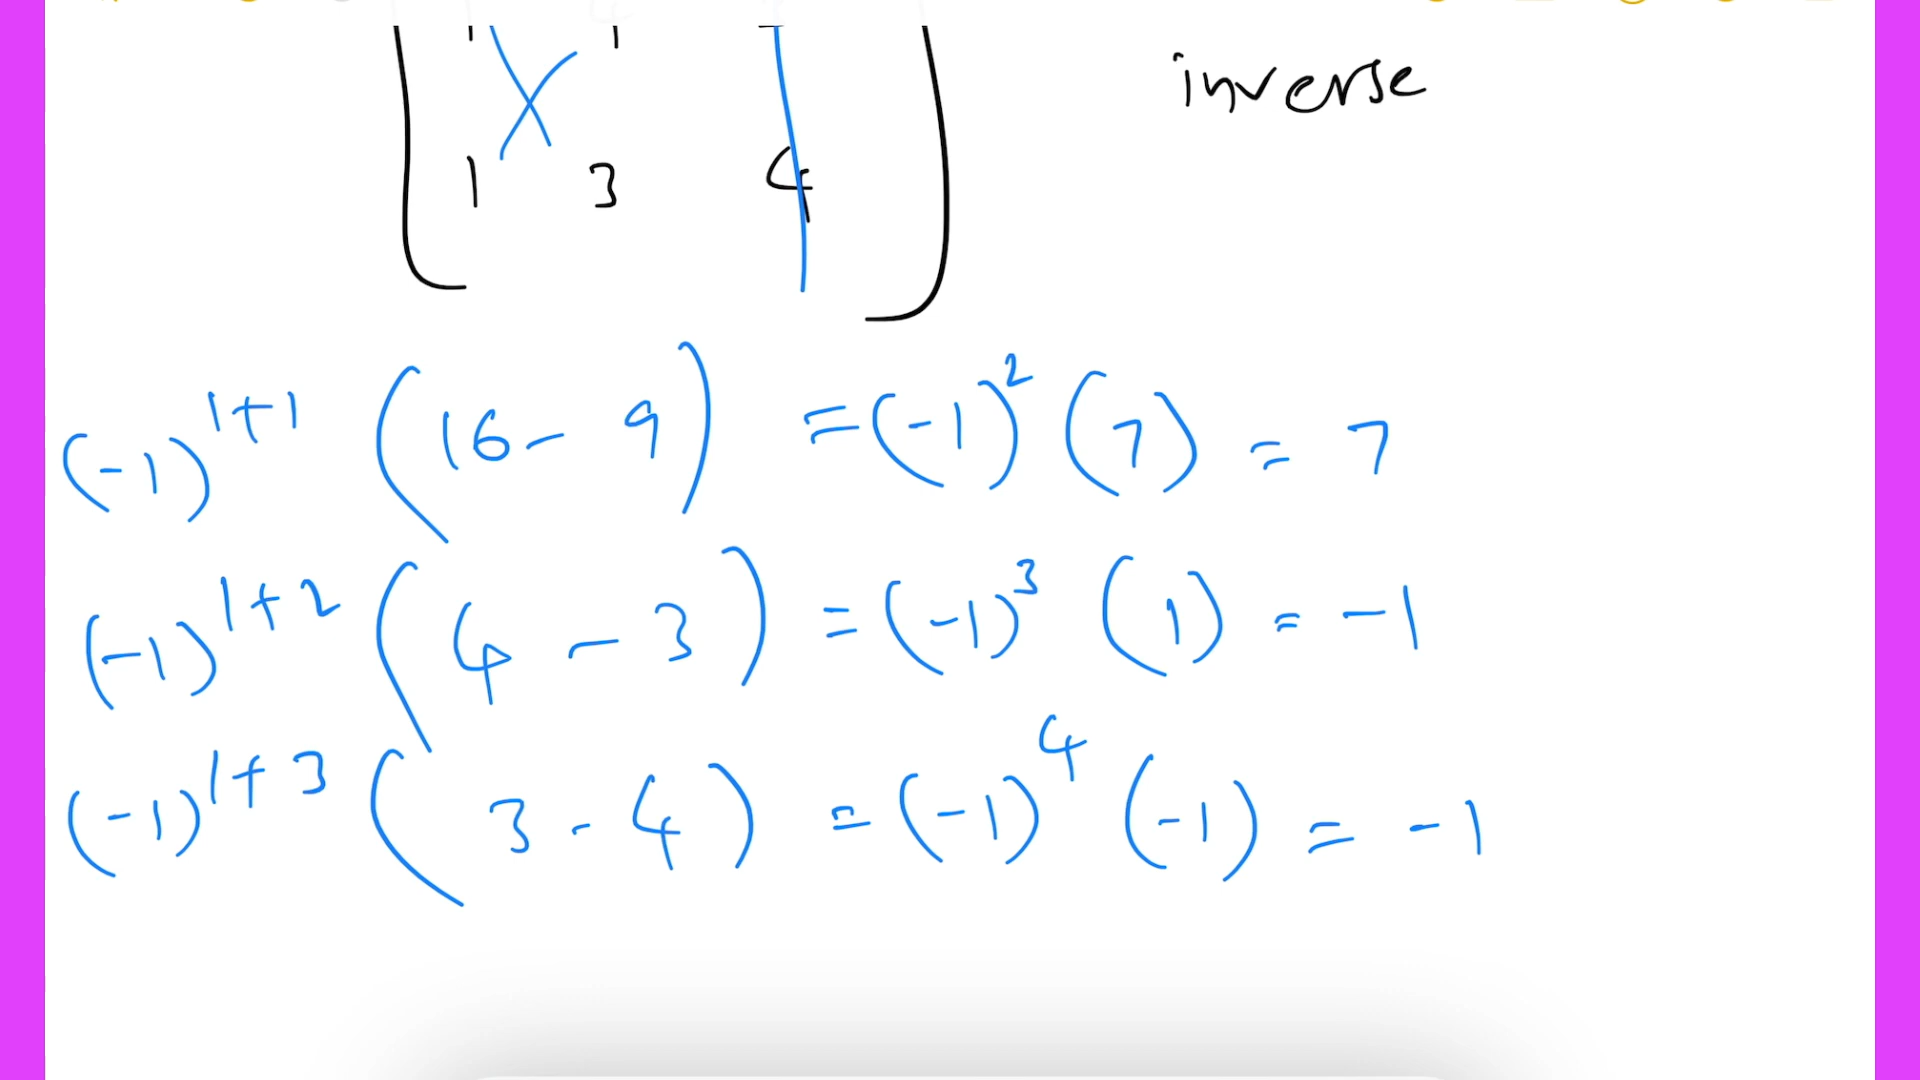 inverse
1 3 4
(-1)^{1+1} (16 - 9) = (-1)^2 (7) = 7
(-1)^{1+2} (4 - 3) = (-1)^3 (1) = -1
(-1)^{1+3} (3 - 4) = (-1)^4 (-1) = -1